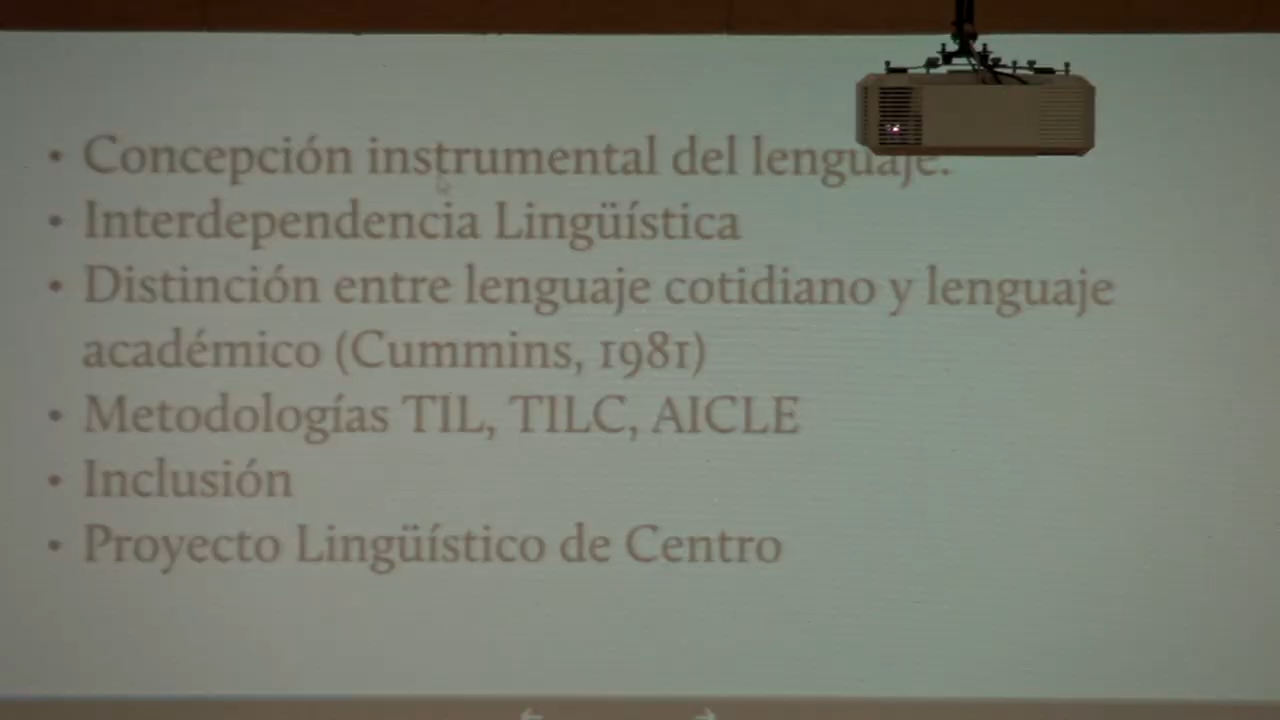 • Concepción instrumental del lenguaje.
• Interdependencia Lingüística
• Distinción entre lenguaje cotidiano y lenguaje
académico (Cummins, 1981)
• Metodologías TIL, TILC, AICLE
• Inclusión
• Proyecto Lingüístico de Centro